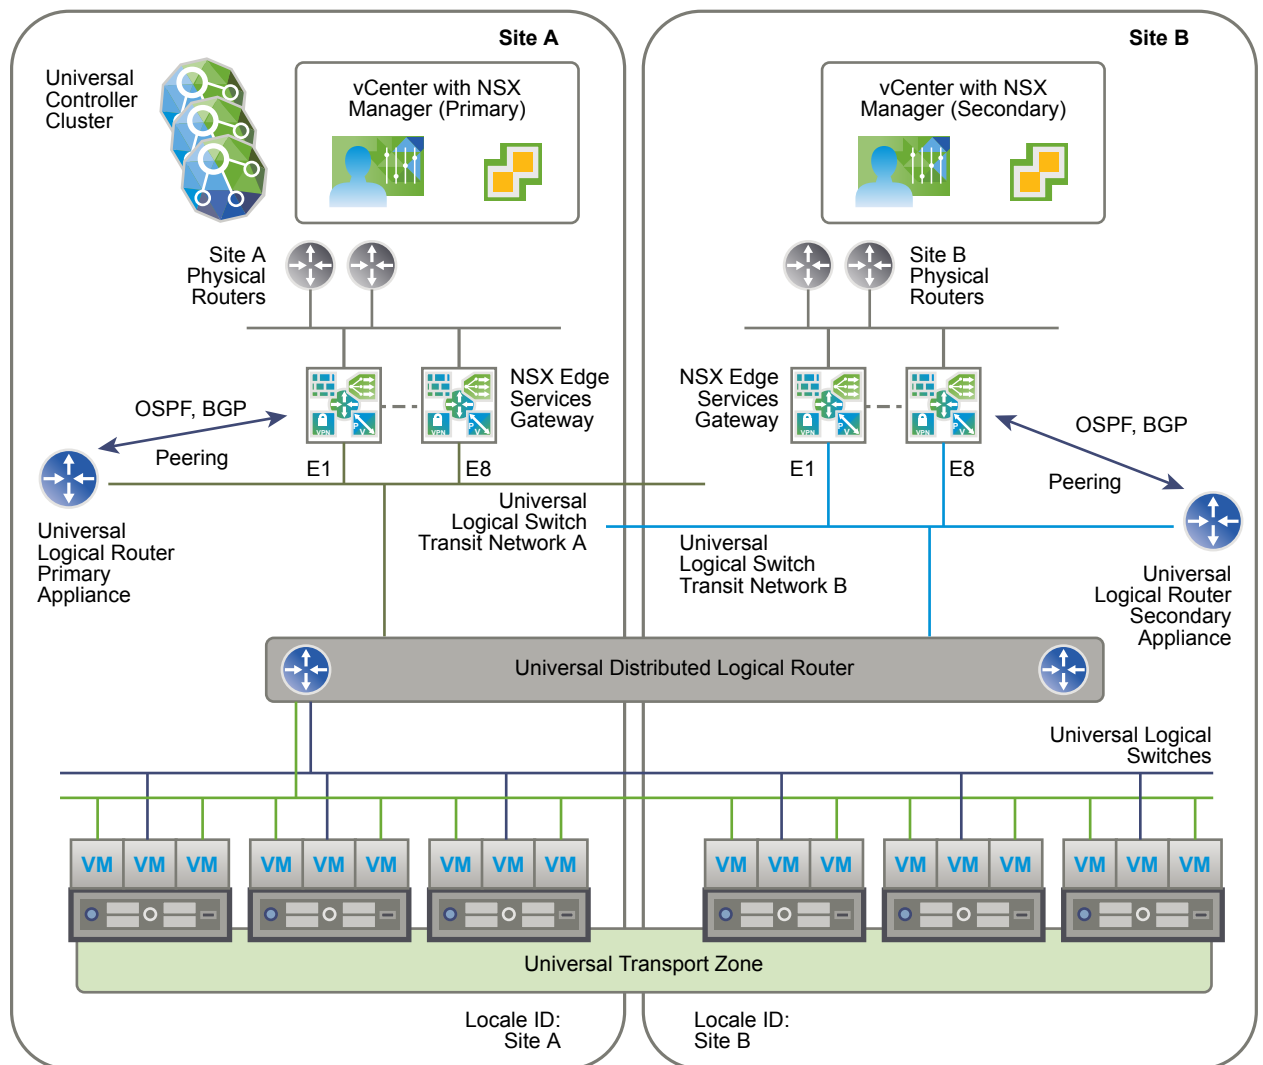 Site A
Site B
Universal
Controller
Cluster
vCenter with NSX
Manager (Primary)
vCenter with NSX
Manager (Secondary)
Site A
Physical
Routers
Site B
Physical
Routers
VPN
P
V
VPN
P
V
NSX Edge
Services
Gateway
NSX Edge
Services
Gateway
VPN
P
V
VPN
P
V
OSPF, BGP
Peering
OSPF, BGP
Peering
E1
E8
E1
E8
Universal
Logical Router
Primary
Appliance
Universal
Logical Switch
Transit Network A
Universal
Logical Switch
Transit Network B
Universal
Logical Router
Secondary
Appliance
Universal Distributed Logical Router
Universal Logical
Switches
VM VM VM
VM VM VM
VM VM VM
VM VM VM
VM VM VM
VM VM VM
Universal Transport Zone
Locale ID:
Site A
Locale ID:
Site B